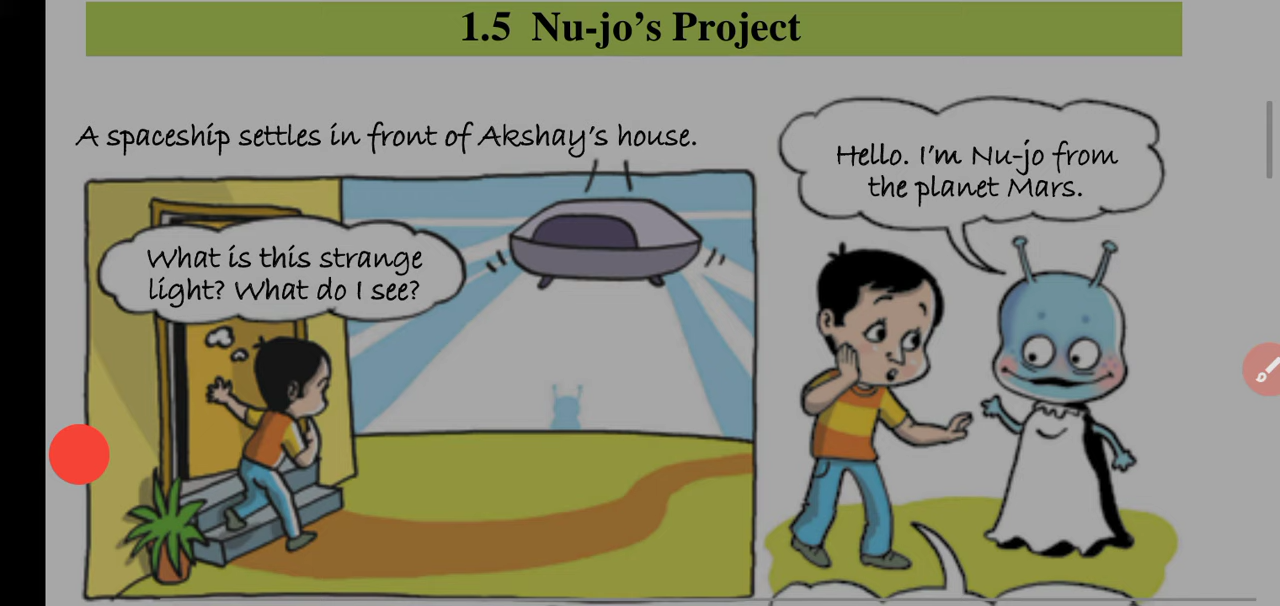 1.5 Nu-jo's Project
A spaceship settles in front of Akshay's house.
What is this strange
light? What do I see?
Hello. I'm Nu-jo from
the planet Mars.